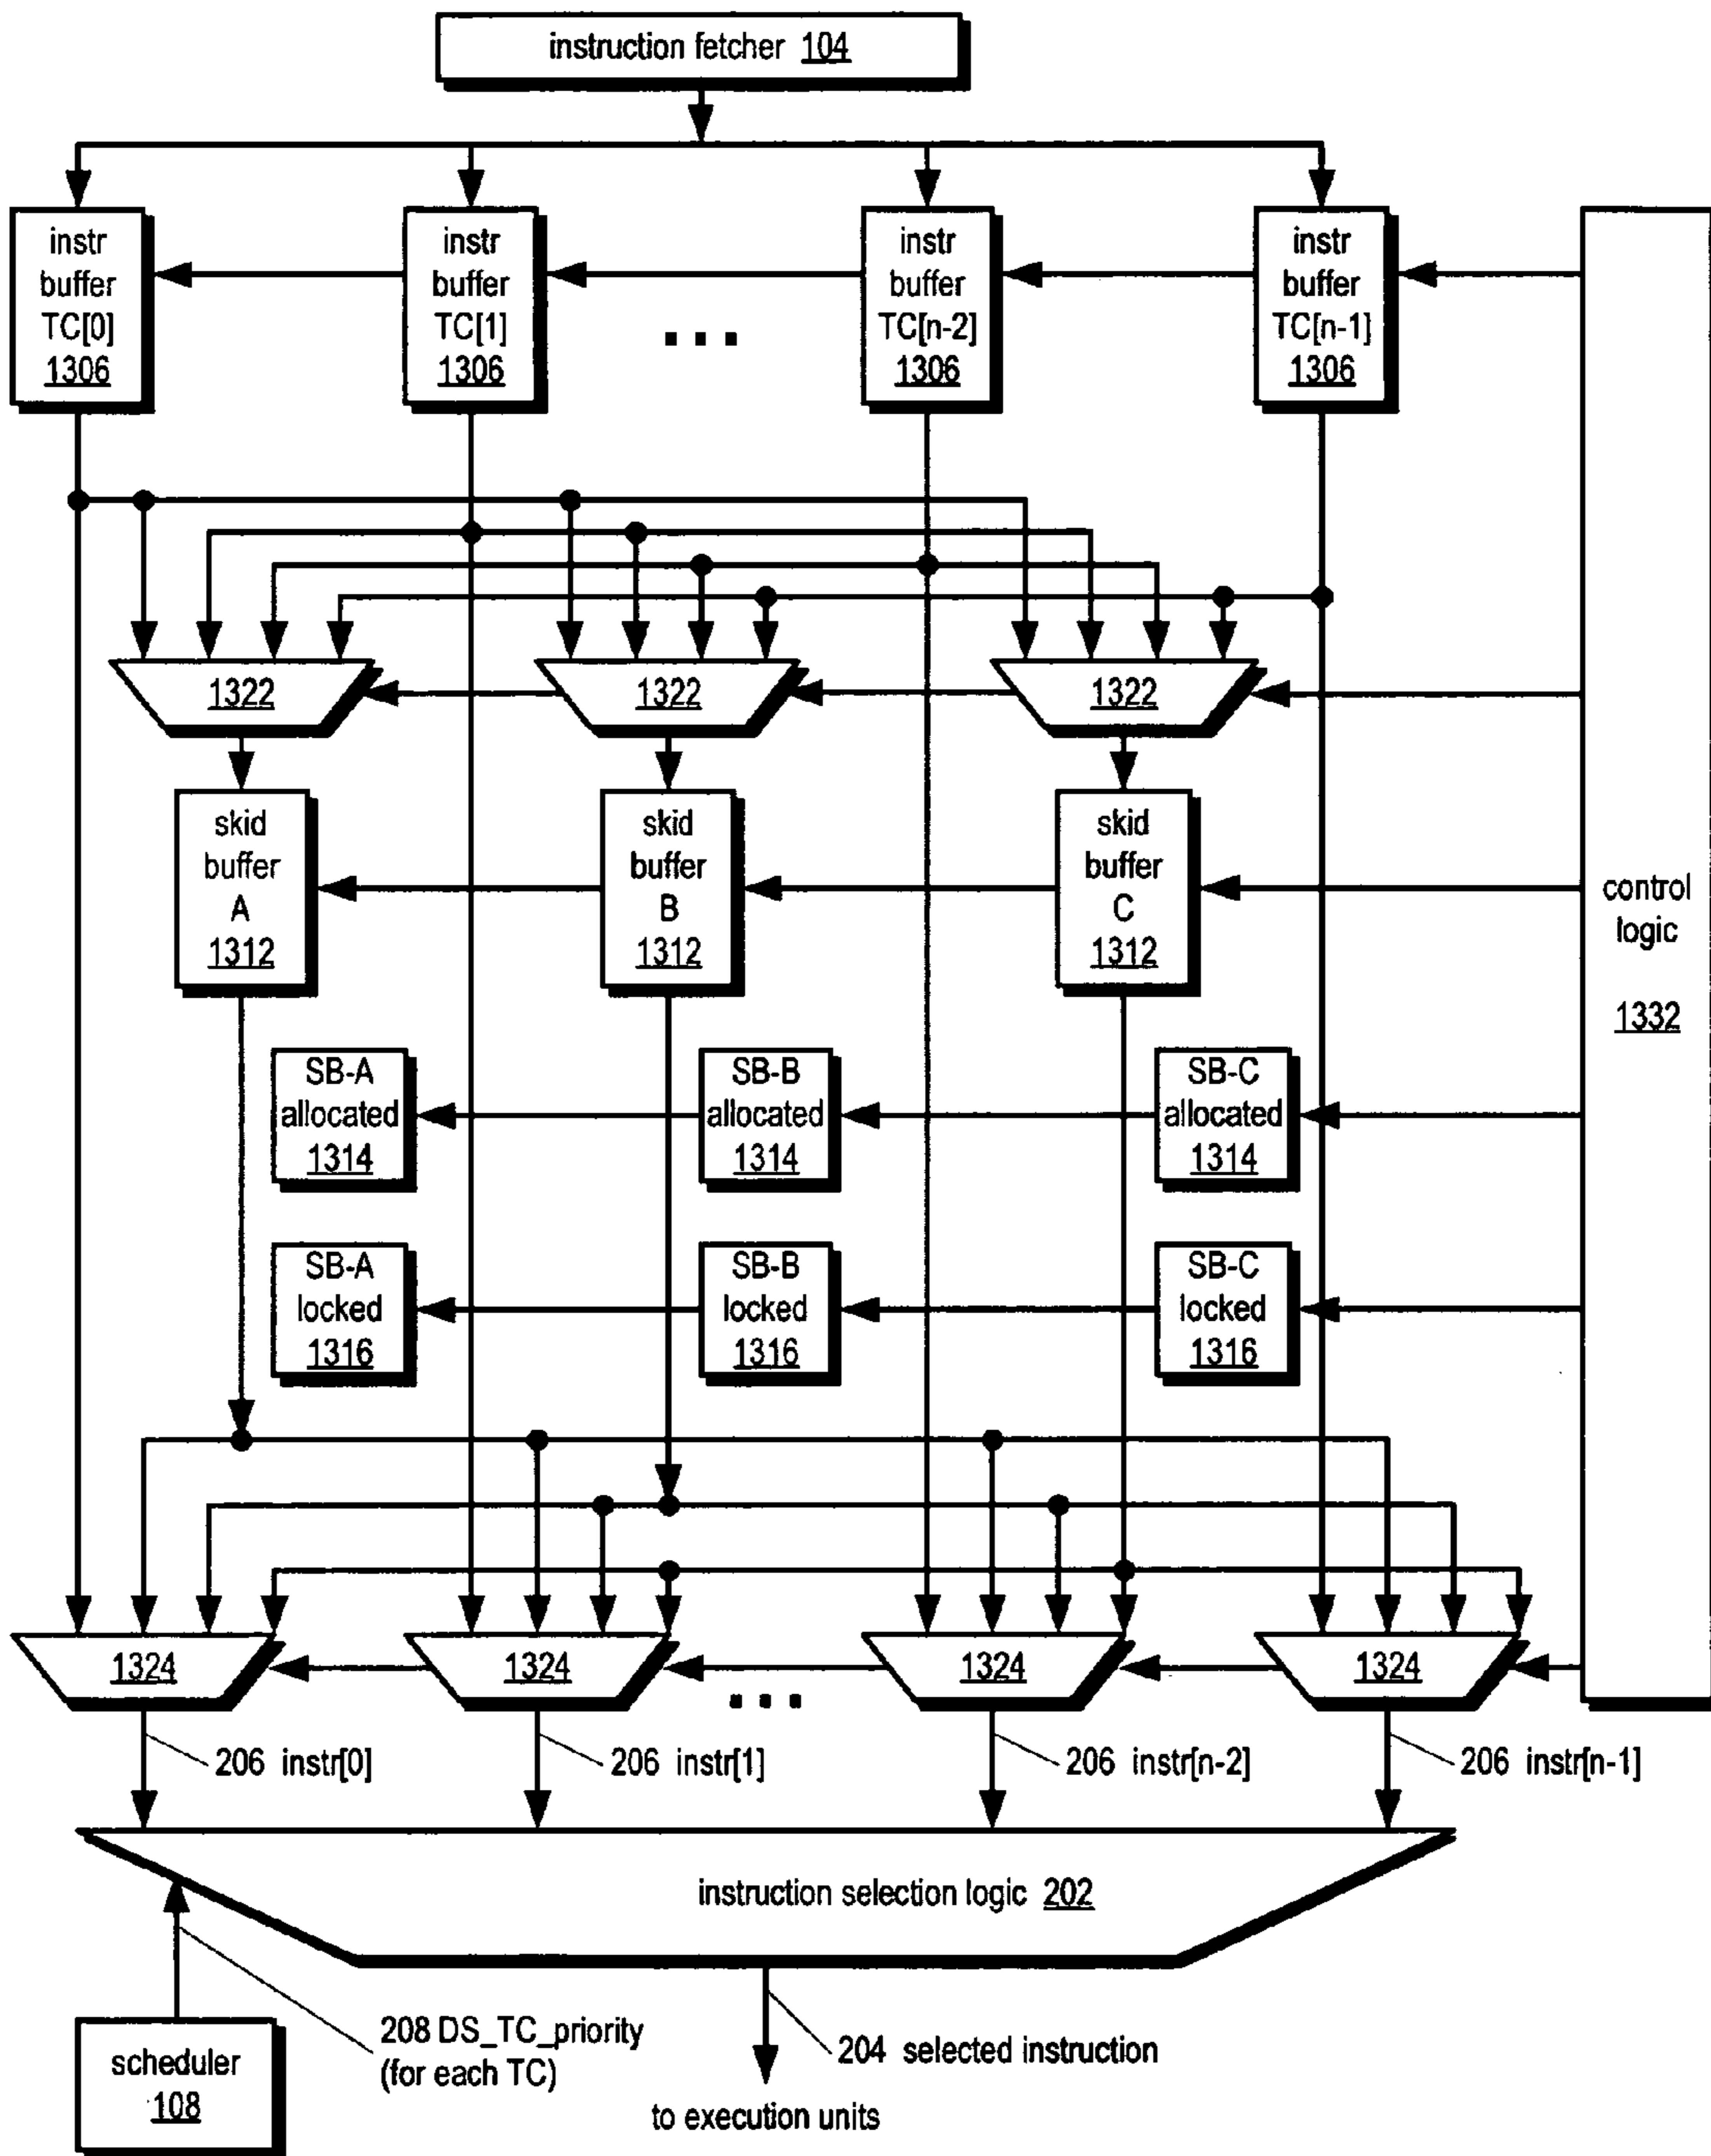 instruction fetcher 104
instr
buffer
TC[0]
1306
instr
buffer
TC[1]
1306
...
instr
buffer
TC[n-2]
1306
instr
buffer
TC[n-1]
1306
1322
1322
1322
skid
buffer
A
1312
skid
buffer
B
1312
skid
buffer
C
1312
control
logic
1332
SB-A
allocated
1314
SB-B
allocated
1314
SB-C
allocated
1314
SB-A
locked
1316
SB-B
locked
1316
SB-C
locked
1316
1324
1324
...
1324
1324
206 instr[0]
206 instr[1]
206 instr[n-2]
206 instr[n-1]
instruction selection logic 202
scheduler
108
208 DS_TC_priority
(for each TC)
204 selected instruction
to execution units